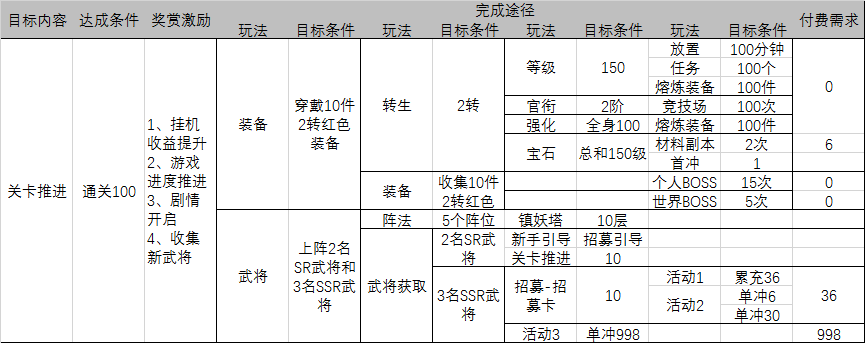 目标内容 达成条件 奖赏激励 完成途径 付费需求
玩法 目标条件 玩法 目标条件 玩法 目标条件 玩法 目标条件
关卡推进
通关100
1、挂机
收益提升
2、游戏
进度推进
3、剧情
开启
4、收集
新武将
装备
穿戴10件
2转红色
装备
转生
2转
等级
150
放置 100分钟
任务 100个
熔炼装备 100件
0
官衔 2阶 竞技场 100次
强化 全身100 熔炼装备 100件
宝石
总和150级
材料副本 2次 6
首冲 1
装备
收集10件
2转红色
个人BOSS 15次 0
世界BOSS 5次 0
武将
上阵2名
SR武将和
3名SSR武
将
阵法 5个阵位 镇妖塔 10层
武将获取
2名SR武
将
新手引导 招募引导
关卡推进 10
3名SSR武
将
招募-招
募卡
10
活动1 累充36
活动2
单冲6
单冲30
36
活动3 单冲998 998